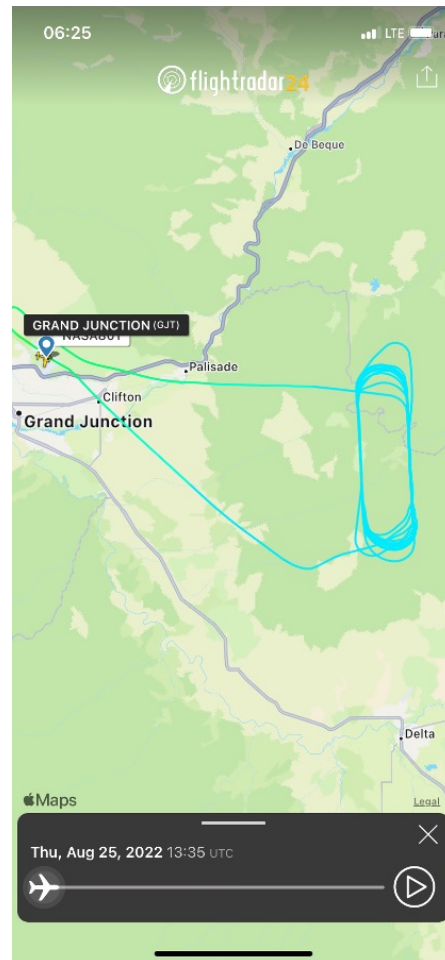 06:25
LTE
flightradar24
De Beque
GRAND JUNCTION (GJT)
Palisade
Clifton
Grand Junction
Delta
Maps
Legal
Thu, Aug 25, 2022 13:35 UTC